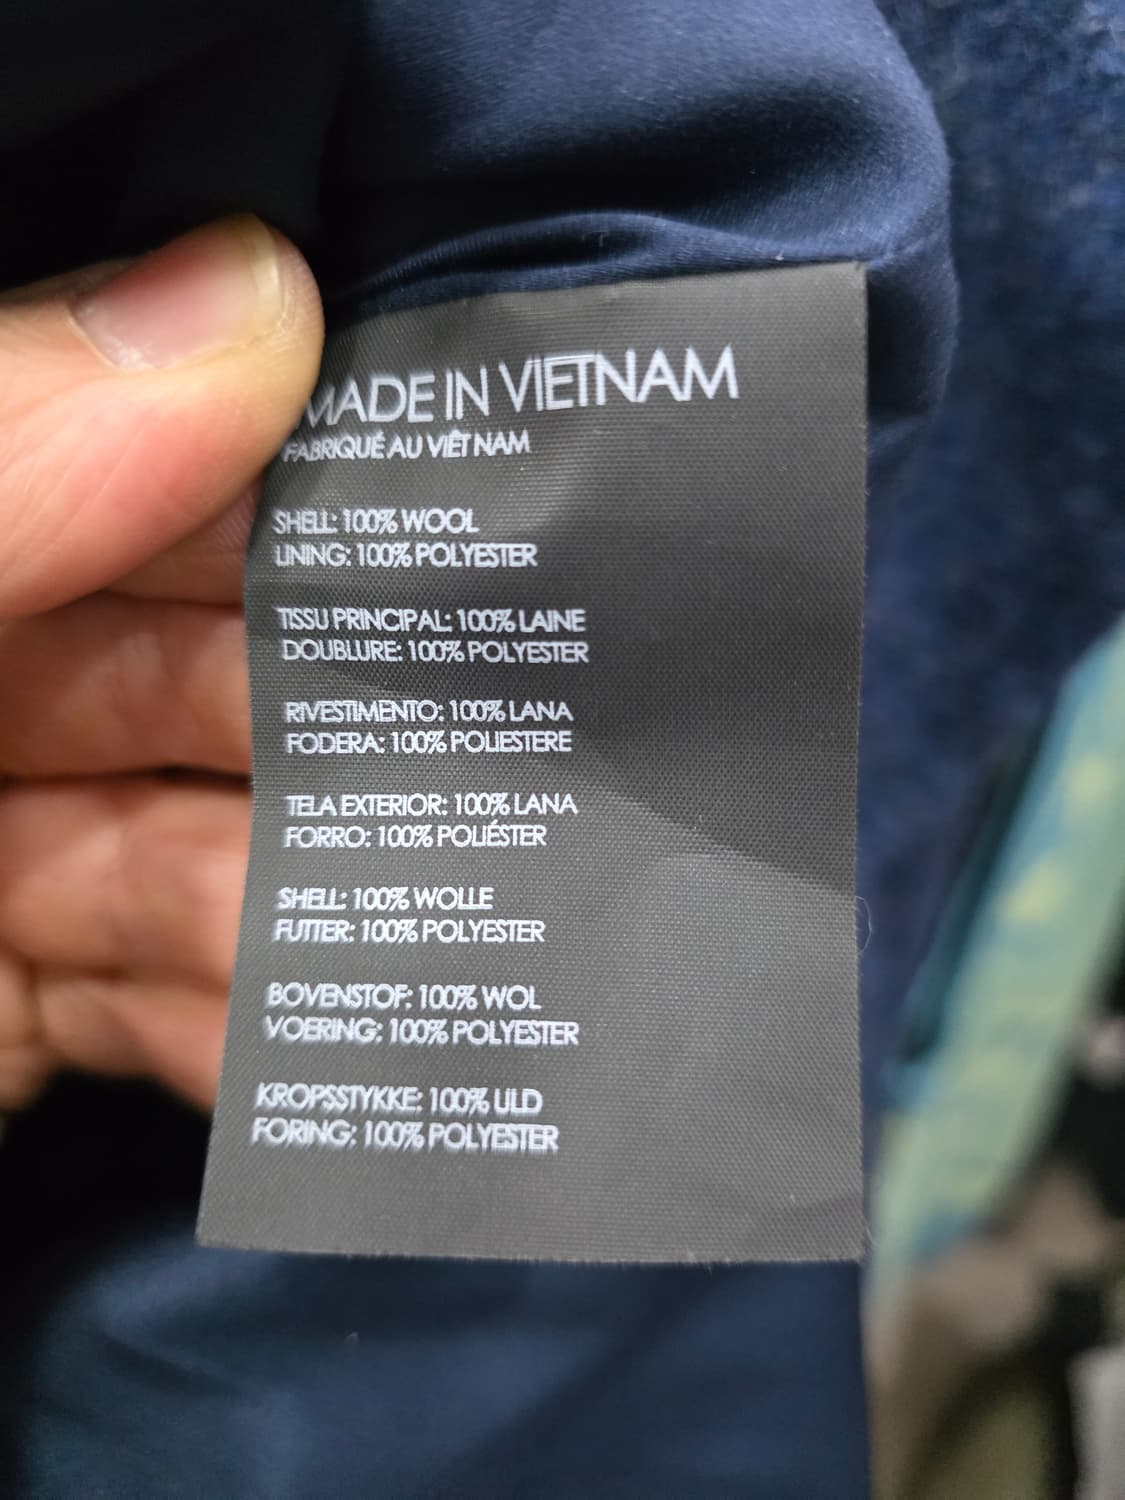 MADE IN VIETNAM
FABRIQUÉ AU VIÊT NAM
SHELL: 100% WOOL
LINING: 100% POLYESTER
TISSU PRINCIPAL: 100% LAINE
DOUBLURE: 100% POLYESTER
RIVESTIMENTO: 100% LANA
FODERA: 100% POLIESTERE
TELA EXTERIOR: 100% LANA
FORRO: 100% POLIÉSTER
SHELL: 100% WOLLE
FUTTER: 100% POLYESTER
BOVENSTOF: 100% WOL
VOERING: 100% POLYESTER
KROPSSTYKKE: 100% ULD
FORING: 100% POLYESTER